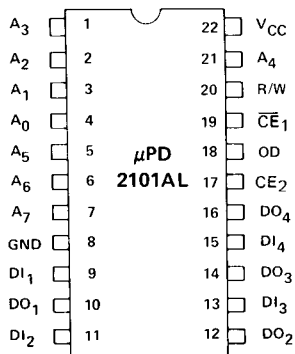 A3 1 22 VCC
A2 2 21 A4
A1 3 20 R/W
A0 4 19 C̅E̅1
A5 5 μPD 18 OD
A6 6 2101AL 17 CE2
A7 7 16 DO4
GND 8 15 DI4
DI1 9 14 DO3
DO1 10 13 DI3
DI2 11 12 DO2